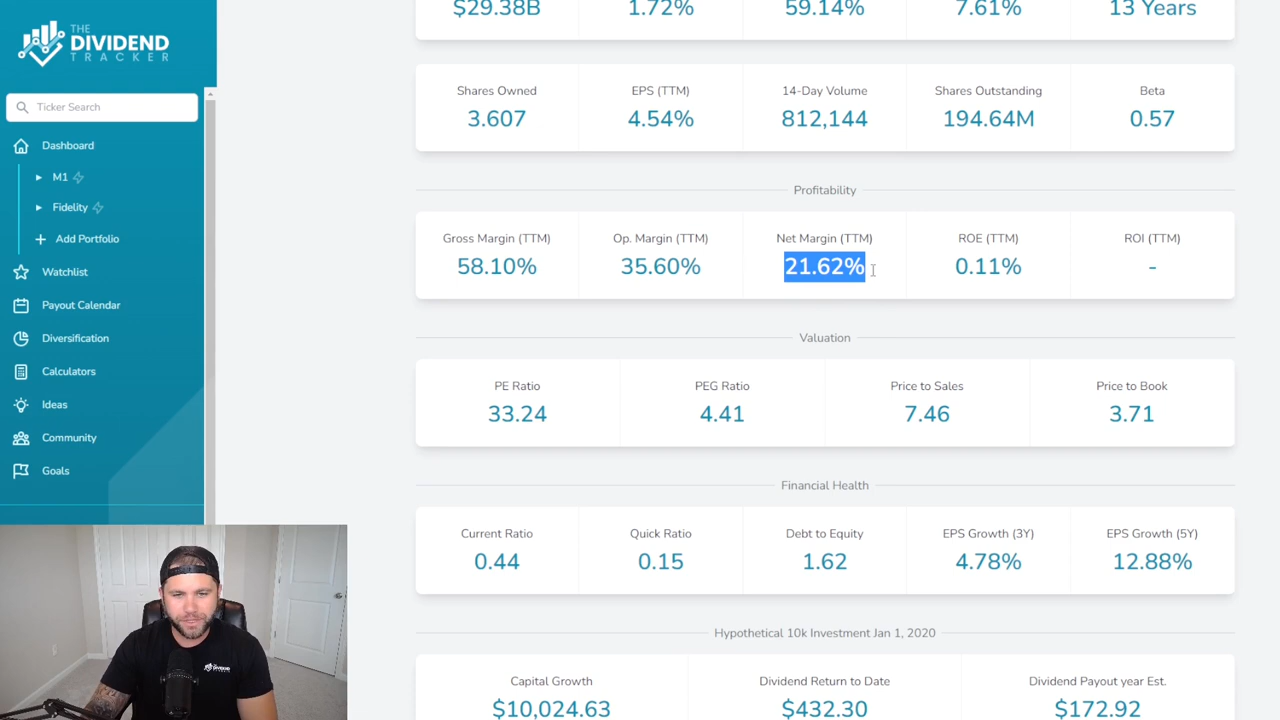 THE
DIVIDEND
TRACKER
Ticker Search
Dashboard
M1
Fidelity
Add Portfolio
Watchlist
Payout Calendar
Diversification
Calculators
Ideas
Community
Goals
$29.38B 1.72% 59.14% 7.61% 13 Years
Shares Owned EPS (TTM) 14-Day Volume Shares Outstanding Beta
3.607 4.54% 812,144 194.64M 0.57
Profitability
Gross Margin (TTM) Op. Margin (TTM) Net Margin (TTM) ROE (TTM) ROI (TTM)
58.10% 35.60% 21.62% 0.11% -
Valuation
PE Ratio PEG Ratio Price to Sales Price to Book
33.24 4.41 7.46 3.71
Financial Health
Current Ratio Quick Ratio Debt to Equity EPS Growth (3Y) EPS Growth (5Y)
0.44 0.15 1.62 4.78% 12.88%
Hypothetical 10k Investment Jan 1, 2020
Capital Growth Dividend Return to Date Dividend Payout year Est.
$10,024.63 $432.30 $172.92